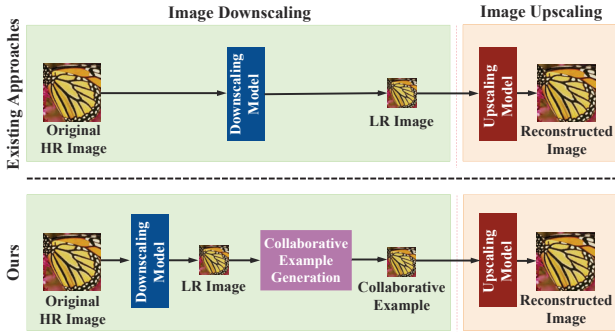 Image Downscaling
Image Upscaling
Existing Approaches
Original
HR Image
Downscaling
Model
LR Image
Upscaling
Model
Reconstructed
Image
Ours
Original
HR Image
Downscaling
Model
LR Image
Collaborative
Example
Generation
Collaborative
Example
Upscaling
Model
Reconstructed
Image